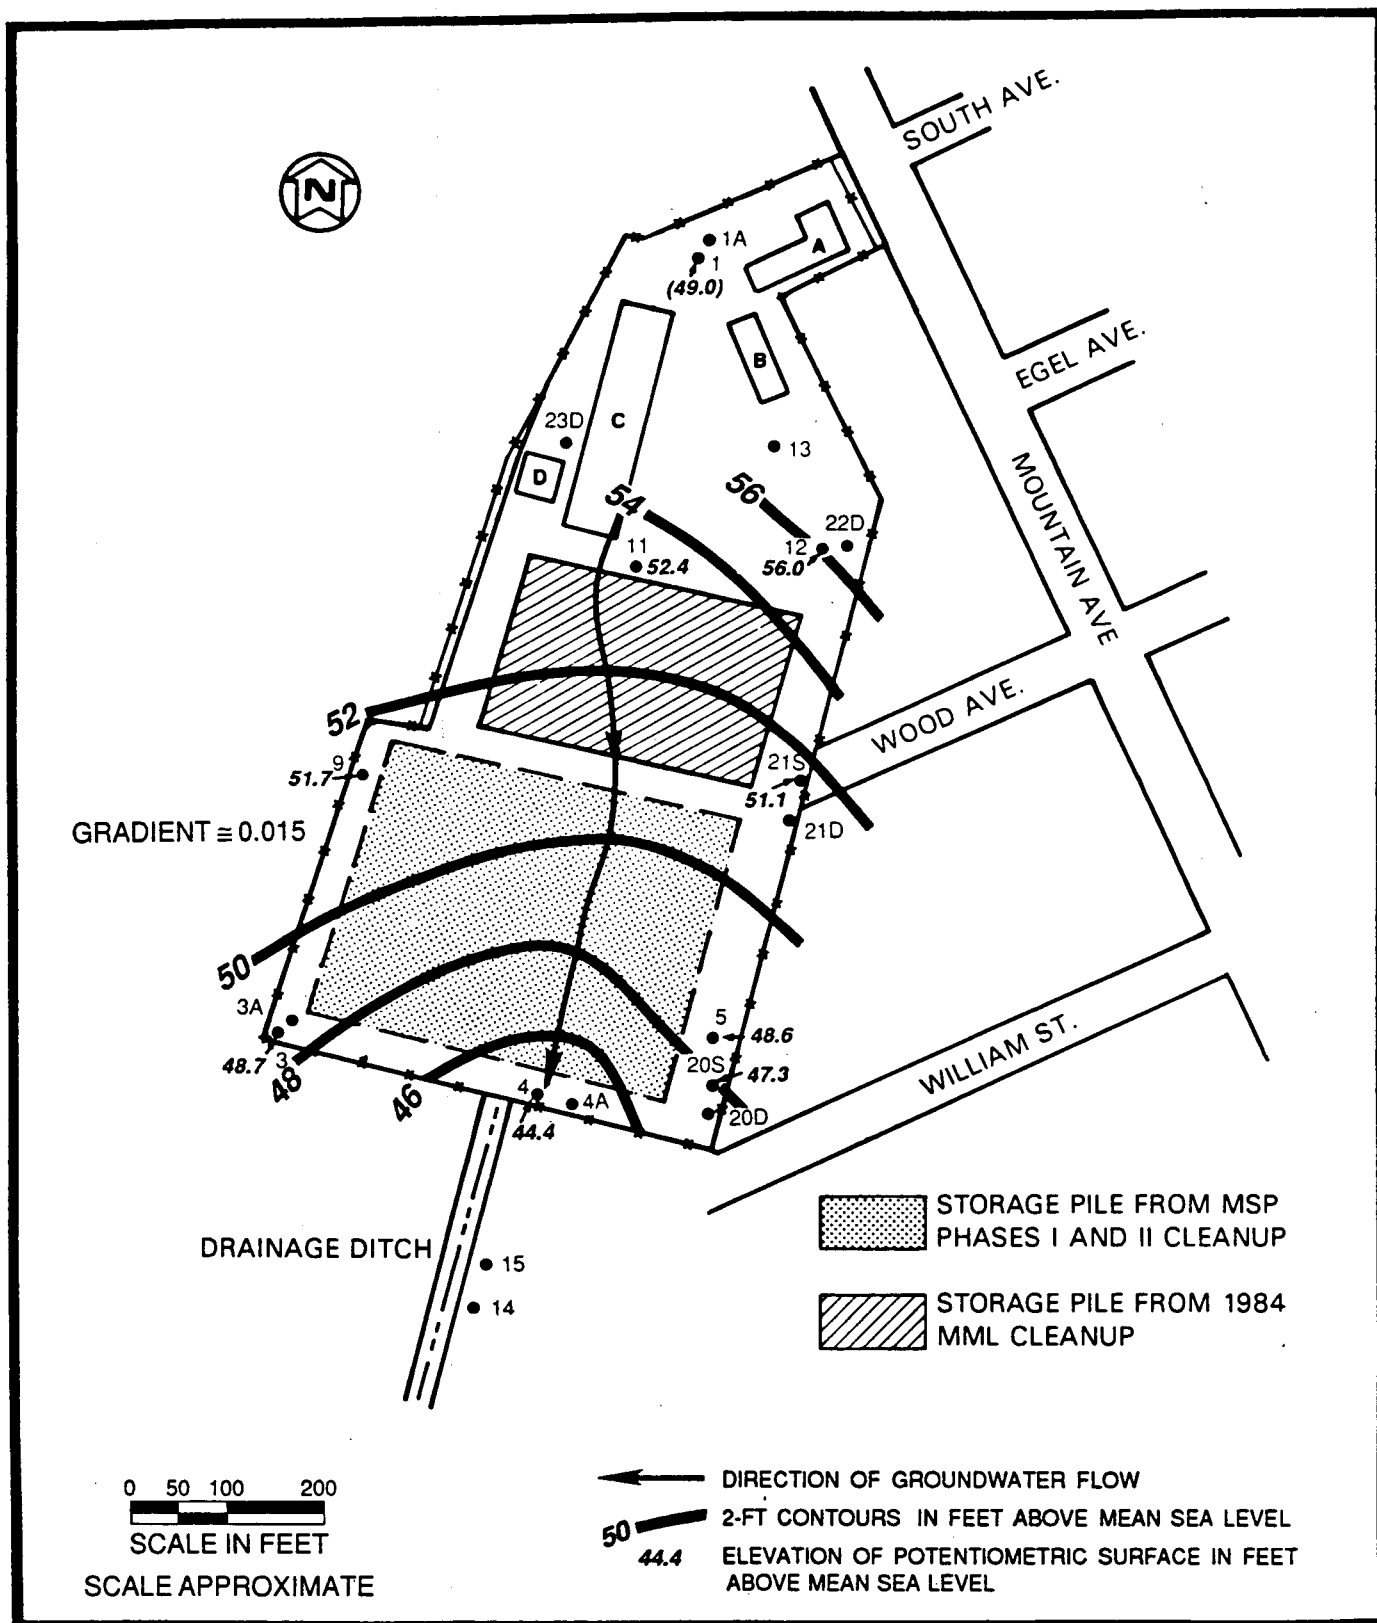 SOUTH AVE.
N
1A
A
1
(49.0)
EGEL AVE.
B
C
23D
13
D
MOUNTAIN AVE
56
54
22D
12
11
56.0
52.4
WOOD AVE.
52
9
21S
51.7
51.1
21D
GRADIENT ≅ 0.015
50
3A
5
48.6
WILLIAM ST.
48.7
3
48
20S
47.3
46
4
4A
20D
44.4
STORAGE PILE FROM MSP
PHASES I AND II CLEANUP
DRAINAGE DITCH
15
14
STORAGE PILE FROM 1984
MML CLEANUP
0 50 100 200
SCALE IN FEET
SCALE APPROXIMATE
DIRECTION OF GROUNDWATER FLOW
50
2-FT CONTOURS IN FEET ABOVE MEAN SEA LEVEL
44.4
ELEVATION OF POTENTIOMETRIC SURFACE IN FEET
ABOVE MEAN SEA LEVEL